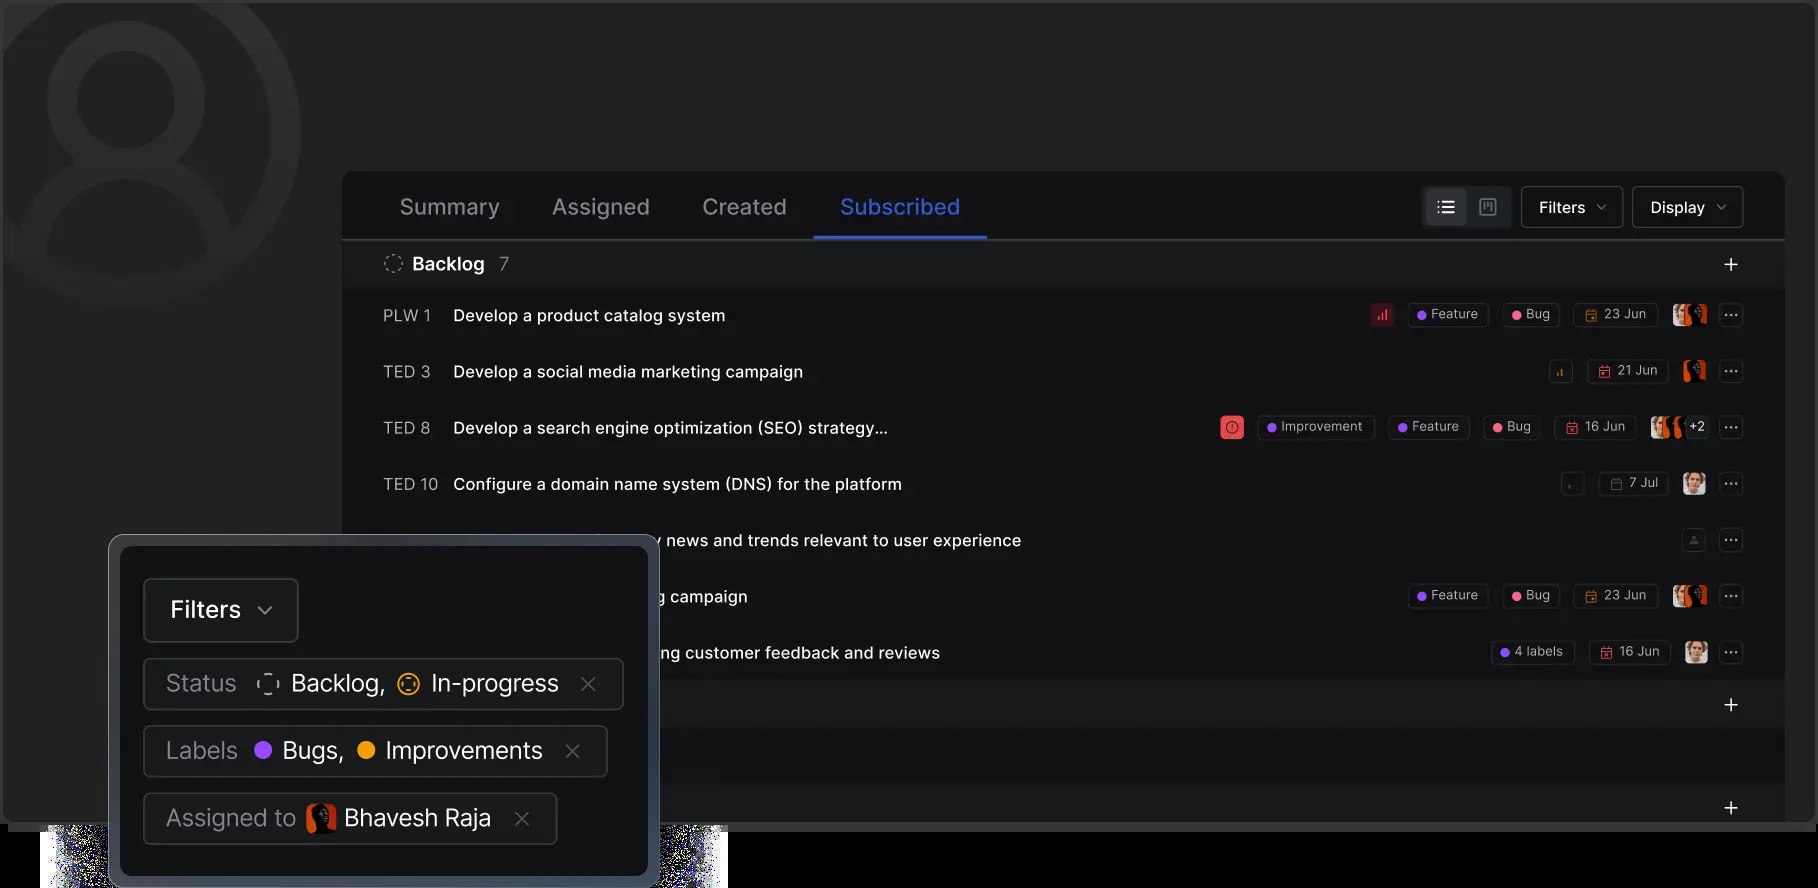 Summary Assigned Created Subscribed Filters Display
Backlog 7
PLW 1 Develop a product catalog system Feature Bug 23 Jun
TED 3 Develop a social media marketing campaign 21 Jun
TED 8 Develop a search engine optimization (SEO) strategy... Improvement Feature Bug 16 Jun +2
TED 10 Configure a domain name system (DNS) for the platform 7 Jul
news and trends relevant to user experience
campaign Feature Bug 23 Jun
customer feedback and reviews 4 labels 16 Jun
Filters
Status Backlog, In-progress
Labels Bugs, Improvements
Assigned to Bhavesh Raja